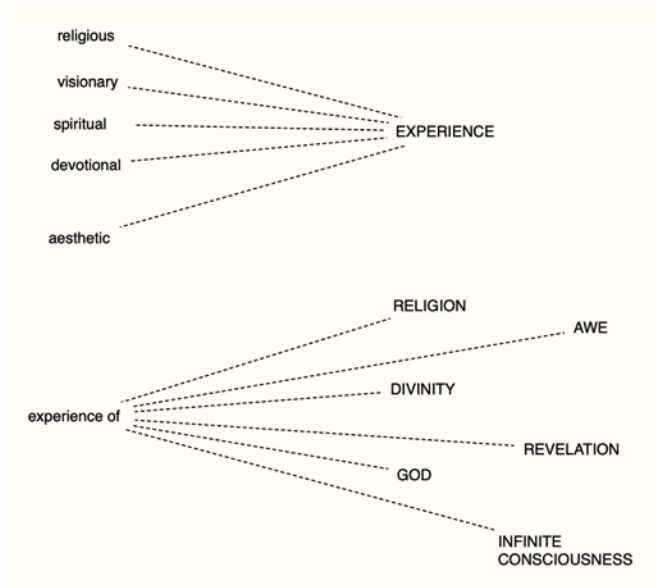 religious
visionary
spiritual
EXPERIENCE
devotional
aesthetic
RELIGION
AWE
DIVINITY
experience of
REVELATION
GOD
INFINITE
CONSCIOUSNESS